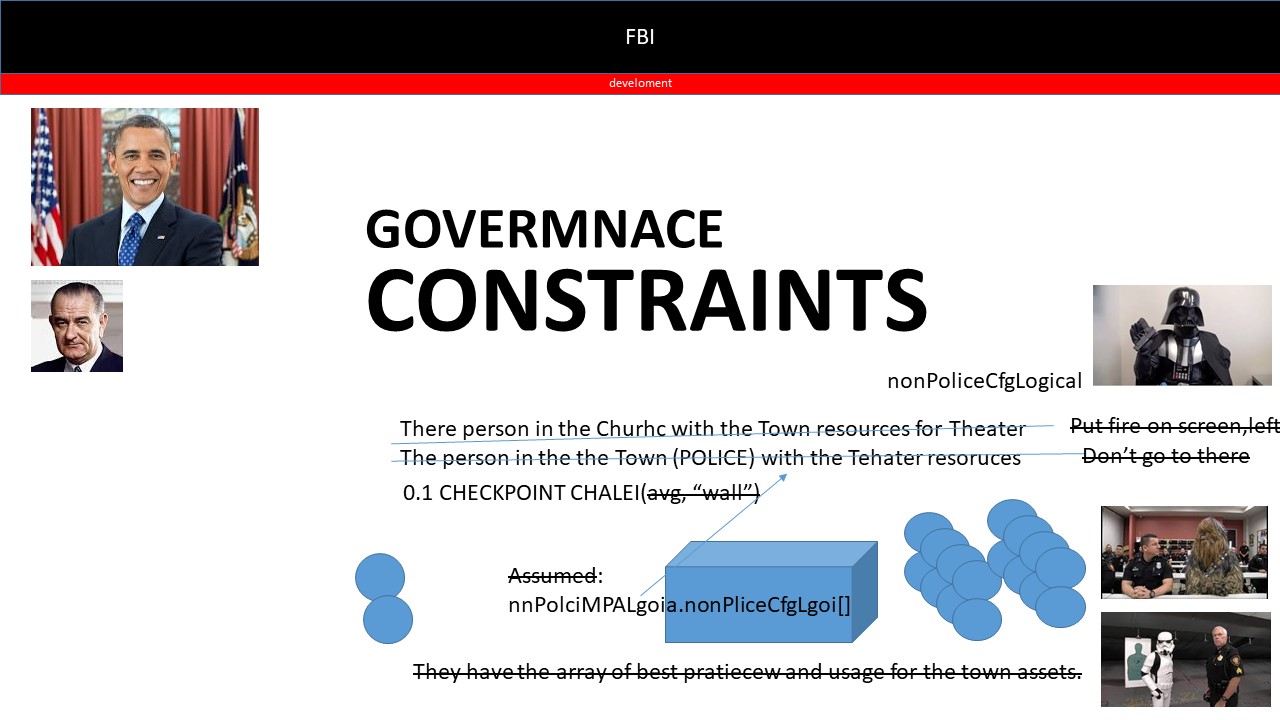 FBI
develoment
GOVERMNACE
CONSTRAINTS
nonPoliceCfgLogical
There person in the Churhc with the Town resources for Theater
Put fire on screen,left
The person in the the Town (POLICE) with the Tehater resoruces
Don't go to there
0.1 CHECKPOINT CHALEI(avg, “wall”)
Assumed:
nnPolciMPALgoia.nonPliceCfgLgoi[]
They have the array of best pratiecew and usage for the town assets.